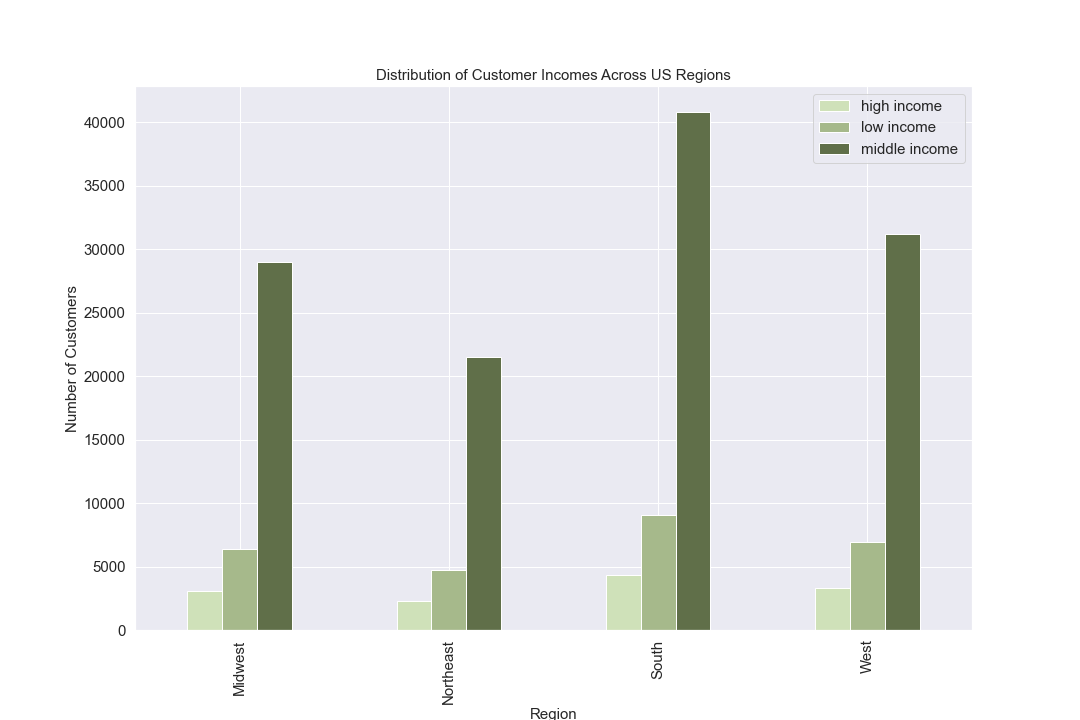 Distribution of Customer Incomes Across US Regions
high income
low income
middle income
40000
35000
30000
25000
20000
15000
10000
5000
0
Number of Customers
Midwest
Northeast
South
West
Region